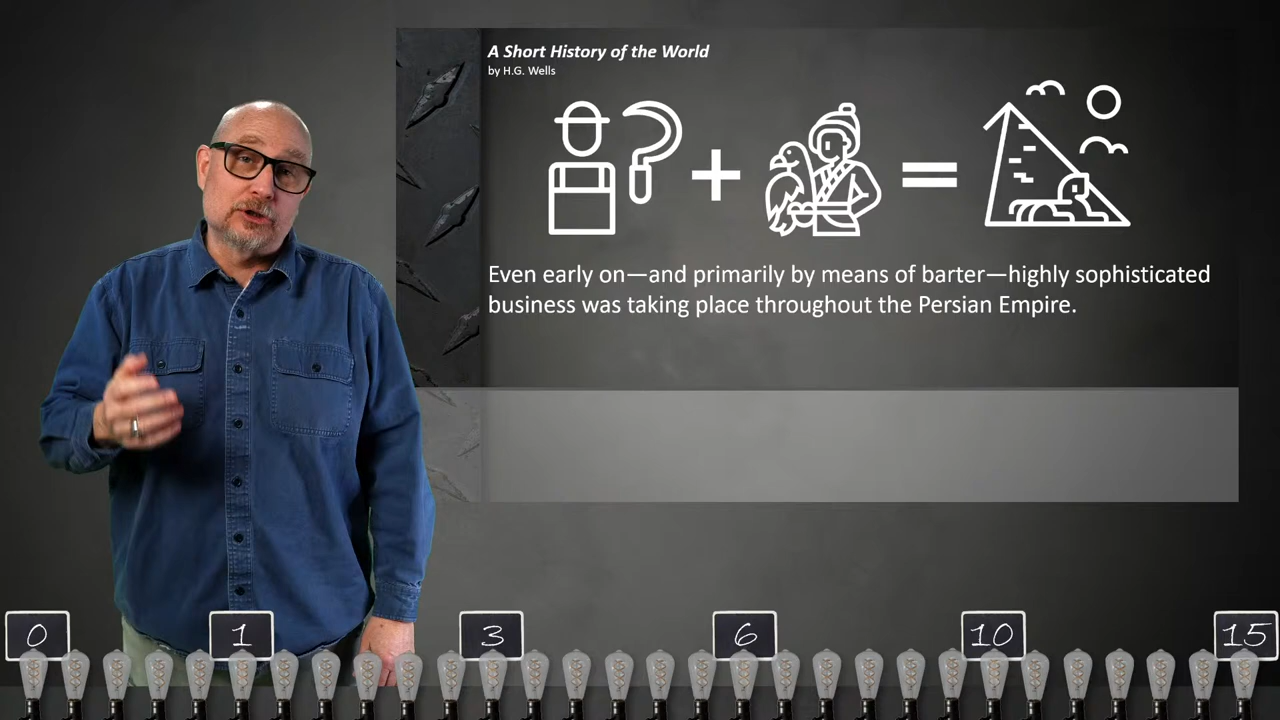 A Short History of the World
by H.G. Wells
+
=
Even early on—and primarily by means of barter—highly sophisticated
business was taking place throughout the Persian Empire.
0
1
3
6
10
15